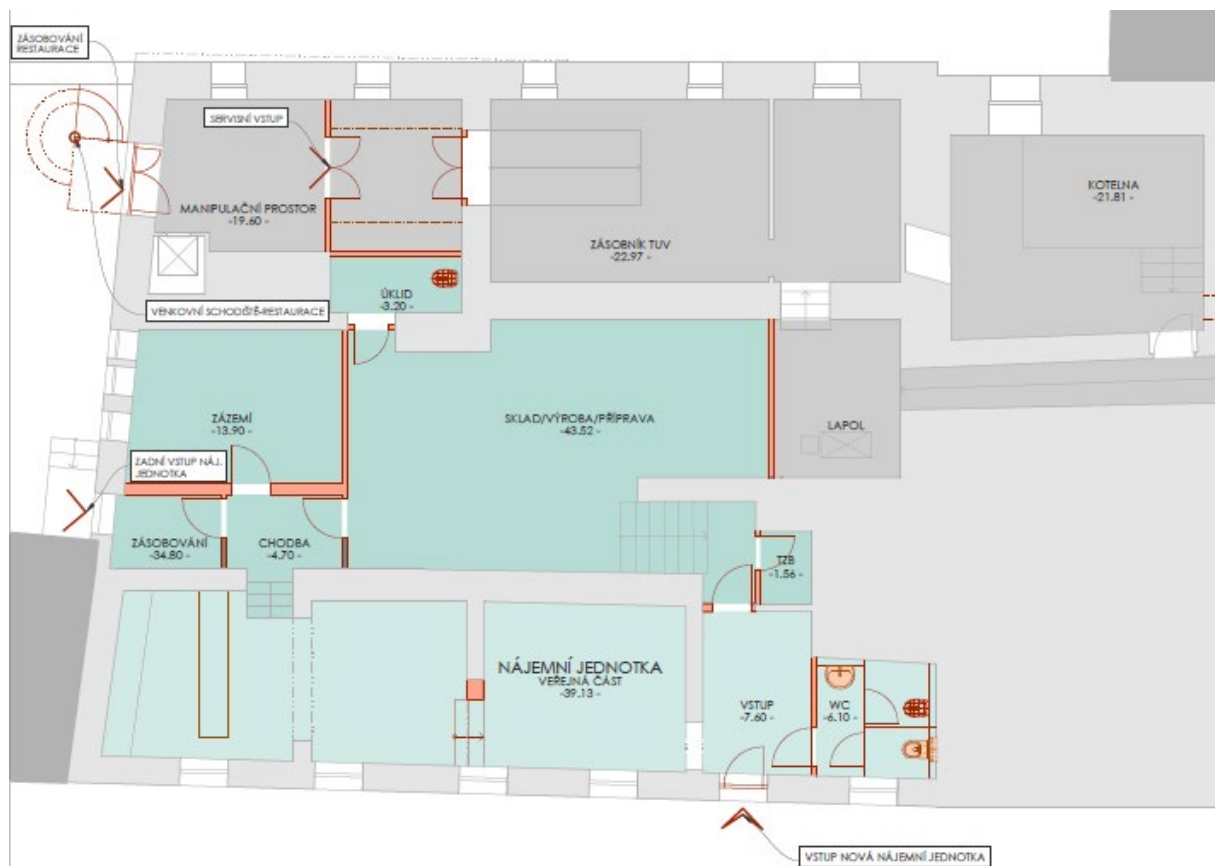 ZÁSOBOVÁNÍ
RESTAURACE
SERVISNÍ VSTUP
MANIPULAČNÍ PROSTOR
-19.60 -
KOTELNA
-21.81 -
ZÁSOBNÍK TUV
-22.97 -
ÚKLID
-3.20 -
VENKOVNÍ SCHODIŠTĚ-RESTAURACE
ZÁZEMÍ
-13.90 -
SKLAD/VÝROBA/PŘÍPRAVA
-43.52 -
LAPOL
ZADNÍ VSTUP NÁJ.
JEDNOTKA
ZÁSOBOVÁNÍ
-34.80 -
CHODBA
-4.70 -
TZB
-1.56 -
NÁJEMNÍ JEDNOTKA
VEŘEJNÁ ČÁST
-39.13 -
VSTUP
-7.60 -
WC
-6.10 -
VSTUP NOVÁ NÁJEMNÍ JEDNOTKA